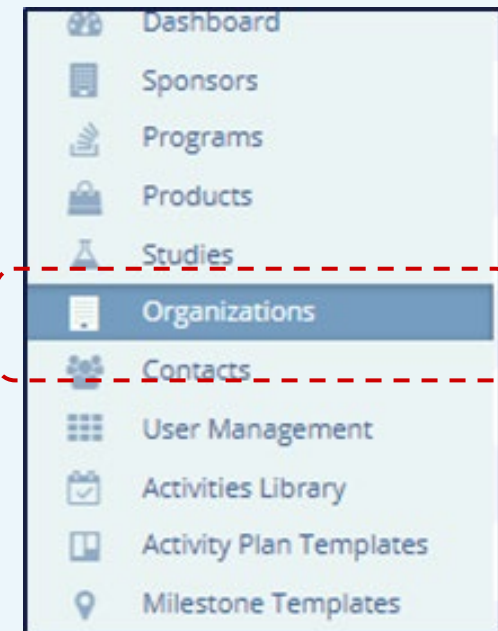 Dashboard
Sponsors
Programs
Products
Studies
Organizations
Contacts
User Management
Activities Library
Activity Plan Templates
Milestone Templates